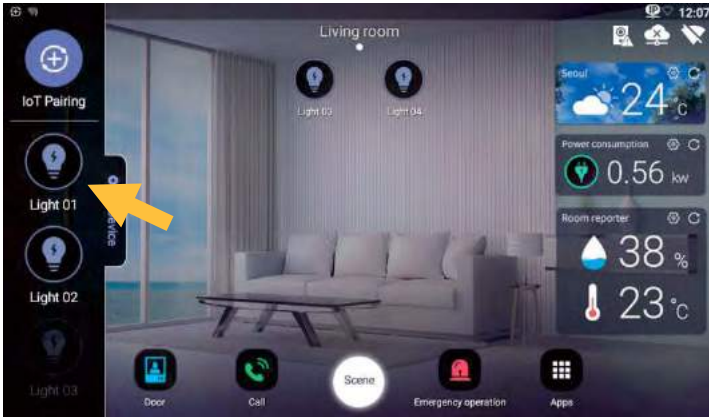 12:07
IoT Pairing
Light 01
Light 02
Light 03
Living room
Light 03
Light 04
Seoul
24 c
Power consumption
0.56 kw
Room reporter
38 %
23°c
Door
Call
Scene
Emergency operation
Apps